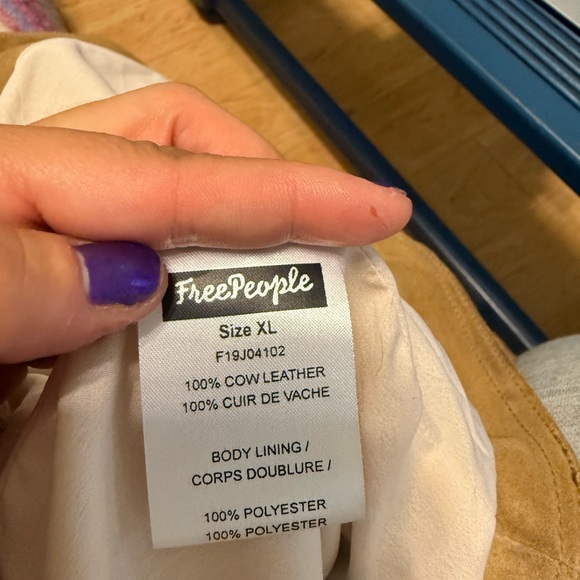 FreePeople
Size XL
F19J04102
100% COW LEATHER
100% CUIR DE VACHE
BODY LINING /
CORPS DOUBLURE /
100% POLYESTER
100% POLYESTER